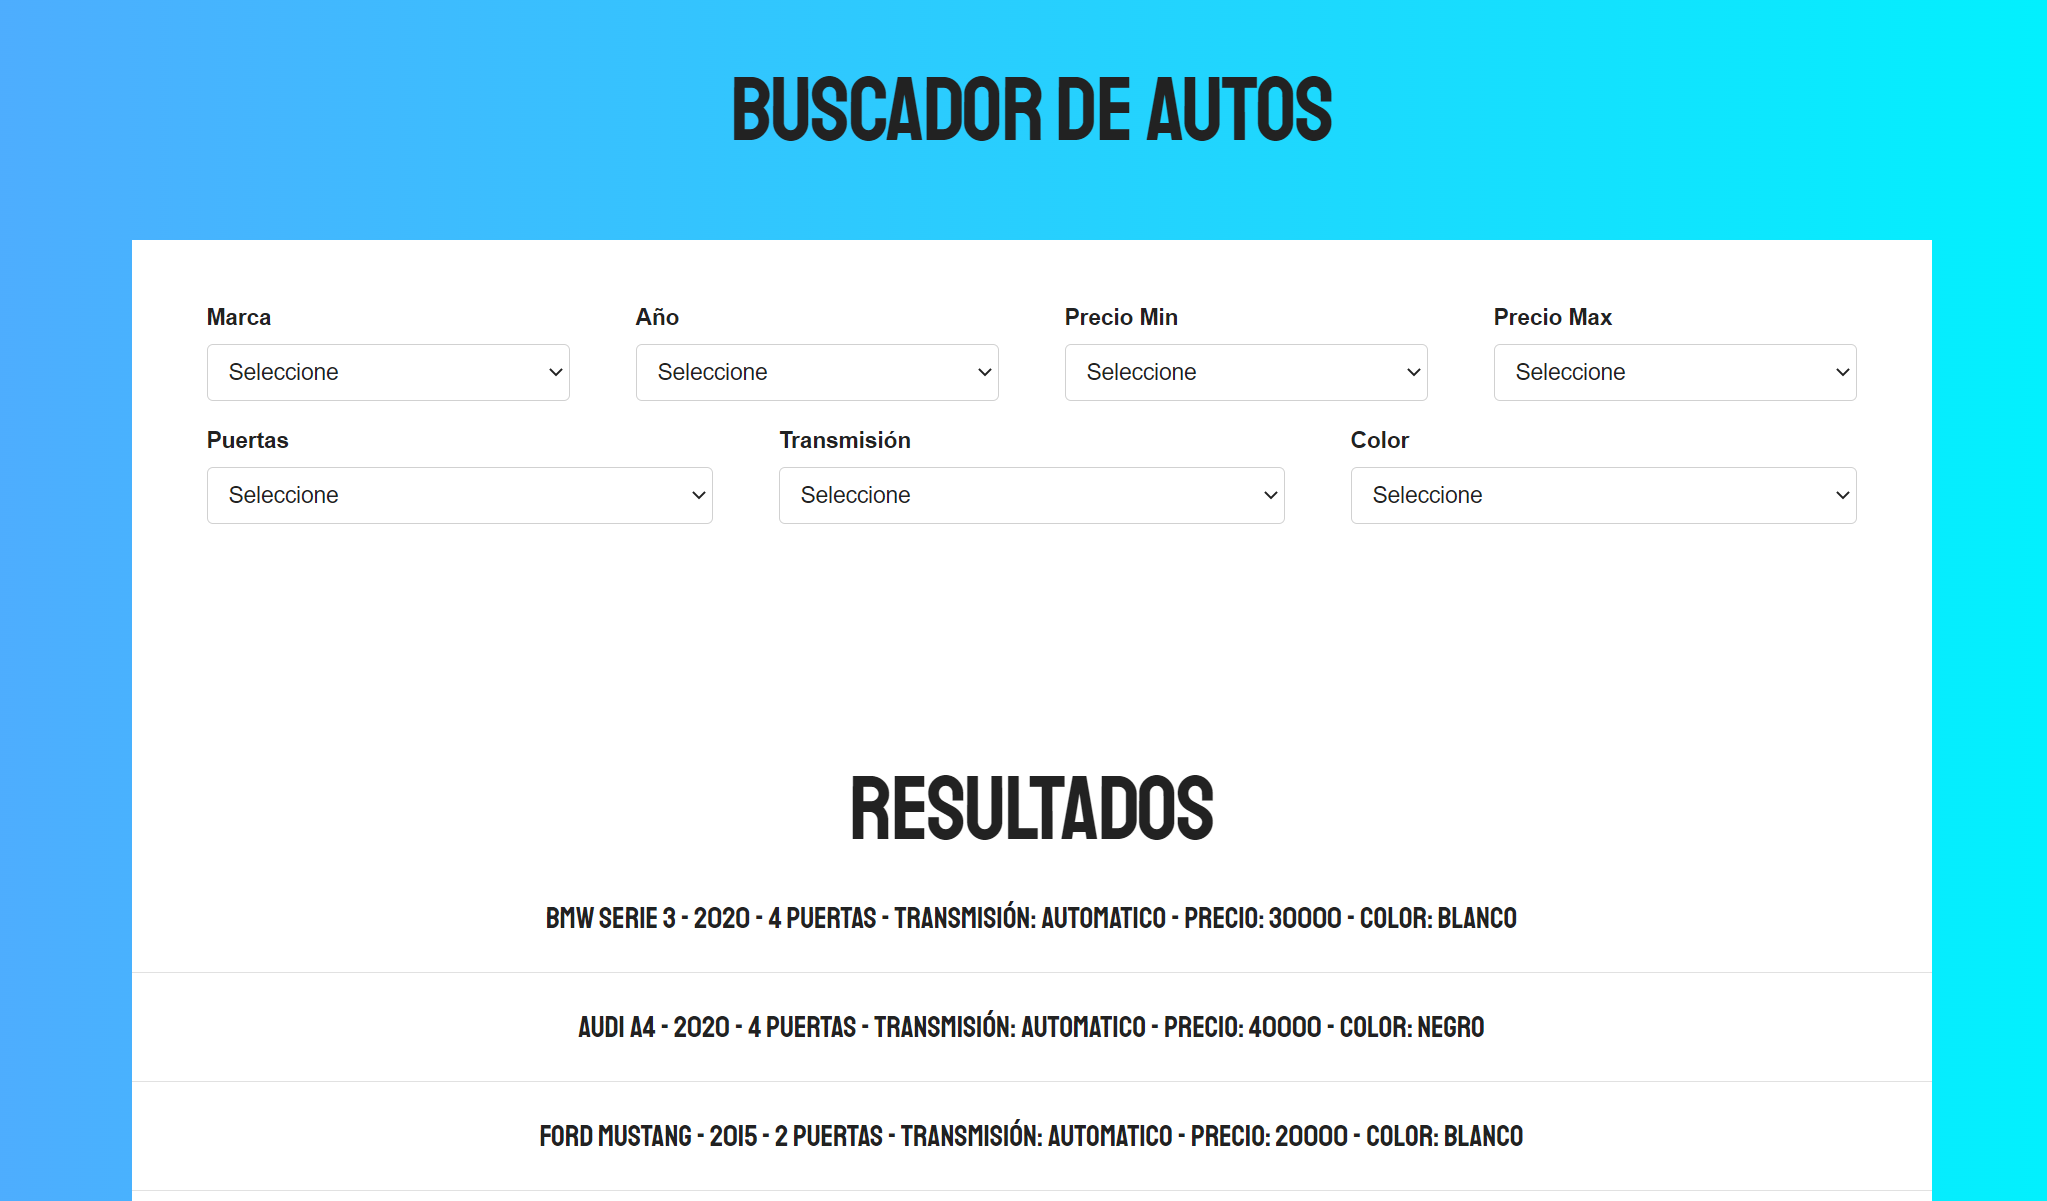 BUSCADOR DE AUTOS
Marca Año Precio Min Precio Max
Seleccione Seleccione Seleccione Seleccione
Puertas Transmisión Color
Seleccione Seleccione Seleccione
RESULTADOS
BMW SERIE 3 - 2020 - 4 PUERTAS - TRANSMISIÓN: AUTOMATICO - PRECIO: 30000 - COLOR: BLANCO
AUDI A4 - 2020 - 4 PUERTAS - TRANSMISIÓN: AUTOMATICO - PRECIO: 40000 - COLOR: NEGRO
FORD MUSTANG - 2015 - 2 PUERTAS - TRANSMISIÓN: AUTOMATICO - PRECIO: 20000 - COLOR: BLANCO